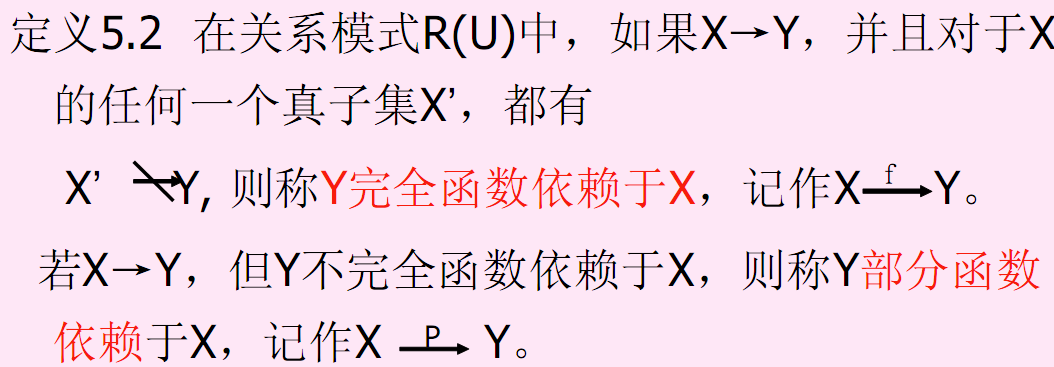 定义5.2 在关系模式R(U)中，如果X→Y，并且对于X
的任何一个真子集X’，都有
X’ ↛Y, 则称Y完全函数依赖于X，记作X—f→Y。
若X→Y，但Y不完全函数依赖于X，则称Y部分函数
依赖于X，记作X —P→ Y。